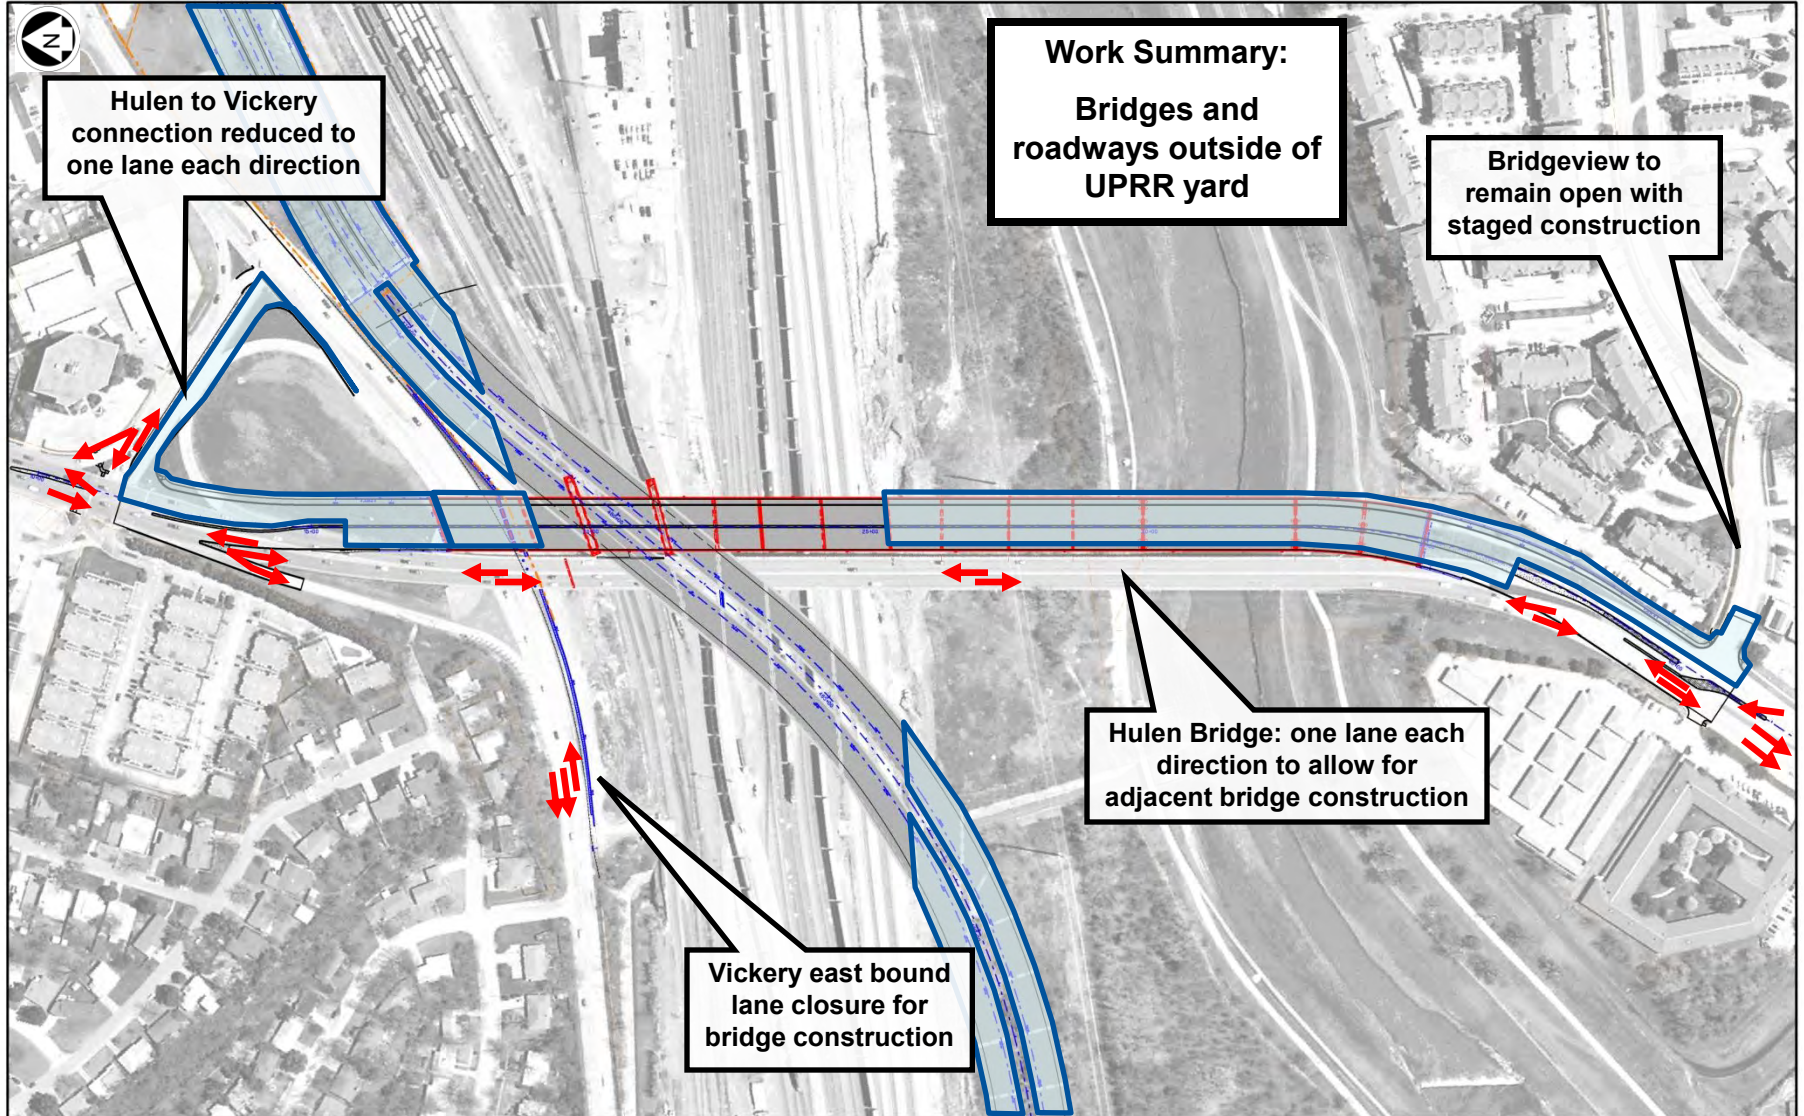 N
Work Summary:
Bridges and
roadways outside of
UPRR yard
Hulen to Vickery
connection reduced to
one lane each direction
Bridgeview to
remain open with
staged construction
Hulen Bridge: one lane each
direction to allow for
adjacent bridge construction
Vickery east bound
lane closure for
bridge construction